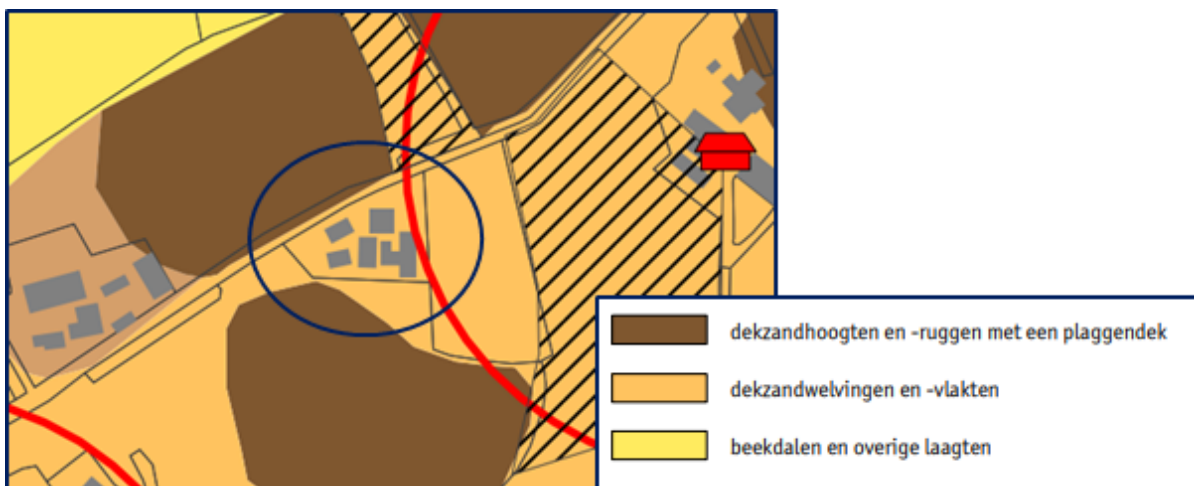 dekzandhoogten en -ruggen met een plaggendek
dekzandwelvingen en -vlakten
beekdalen en overige laagten